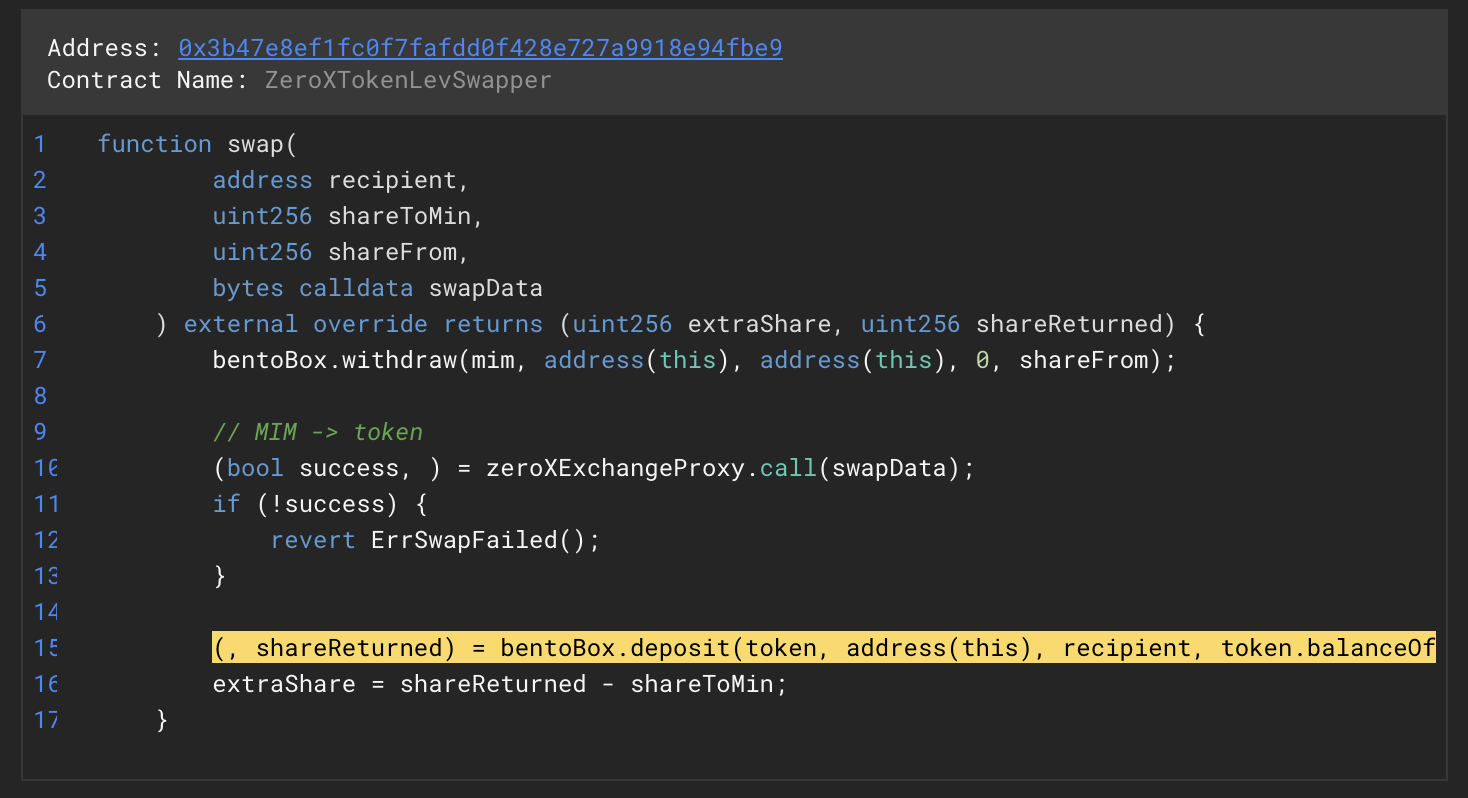 Address: 0x3b47e8ef1fc0f7fafdd0f428e727a9918e94fbe9
Contract Name: ZeroXTokenLevSwapper
1 function swap(
2 address recipient,
3 uint256 shareToMin,
4 uint256 shareFrom,
5 bytes calldata swapData
6 ) external override returns (uint256 extraShare, uint256 shareReturned) {
7 bentoBox.withdraw(mim, address(this), address(this), 0, shareFrom);
8
9 // MIM -> token
10 (bool success, ) = zeroXExchangeProxy.call(swapData);
11 if (!success) {
12 revert ErrSwapFailed();
13 }
14
15 (, shareReturned) = bentoBox.deposit(token, address(this), recipient, token.balanceOf
16 extraShare = shareReturned - shareToMin;
17 }